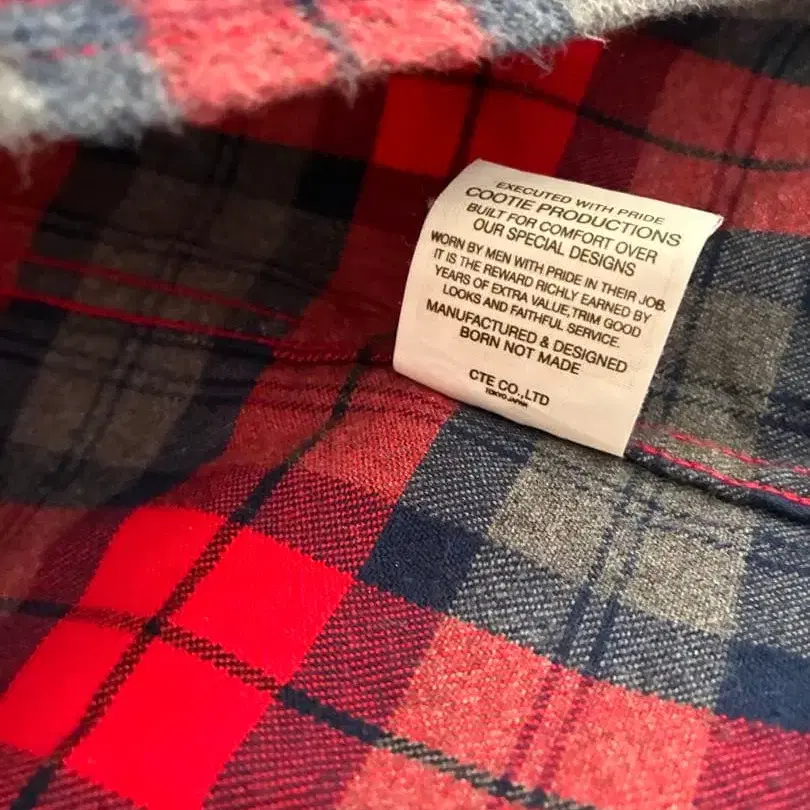 EXECUTED WITH PRIDE
COOTIE PRODUCTIONS
BUILT FOR COMFORT OVER
OUR SPECIAL DESIGNS
WORN BY MEN WITH PRIDE IN THEIR JOB.
IT IS THE REWARD RICHLY EARNED BY
YEARS OF EXTRA VALUE,TRIM GOOD
LOOKS AND FAITHFUL SERVICE.
MANUFACTURED & DESIGNED
BORN NOT MADE
CTE CO.,LTD
TOKYO JAPAN